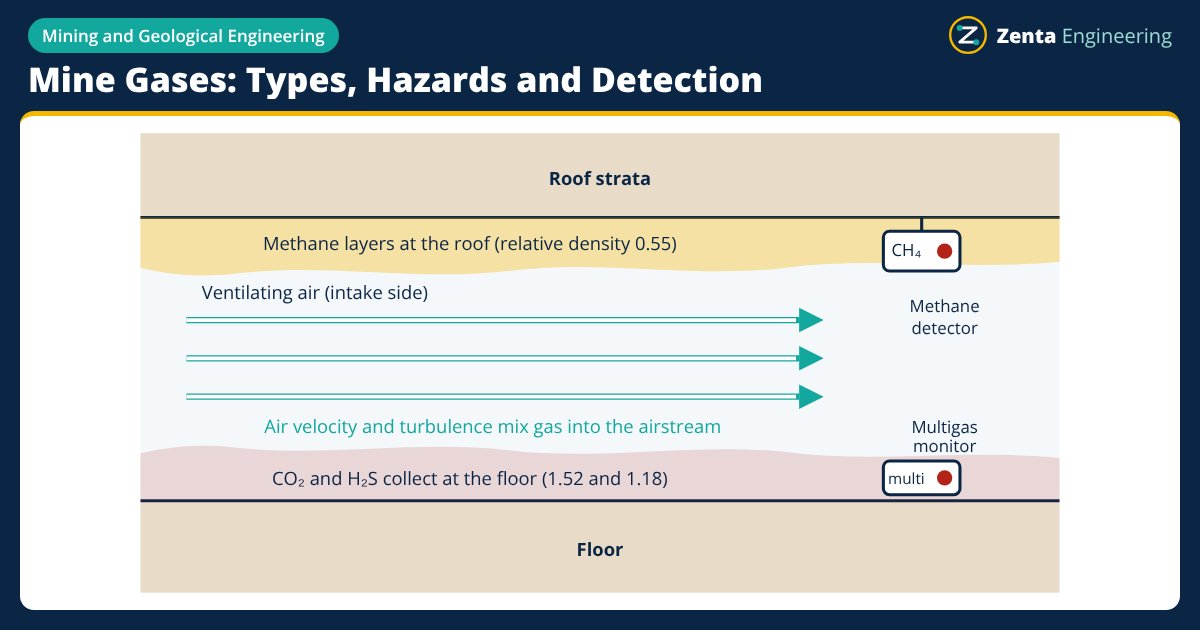 Mining and Geological Engineering
Zenta Engineering
Mine Gases: Types, Hazards and Detection
Roof strata
Methane layers at the roof (relative density 0.55)
CH₄
Ventilating air (intake side)
Methane
detector
Air velocity and turbulence mix gas into the airstream
Multigas
monitor
CO₂ and H₂S collect at the floor (1.52 and 1.18)
multi
Floor